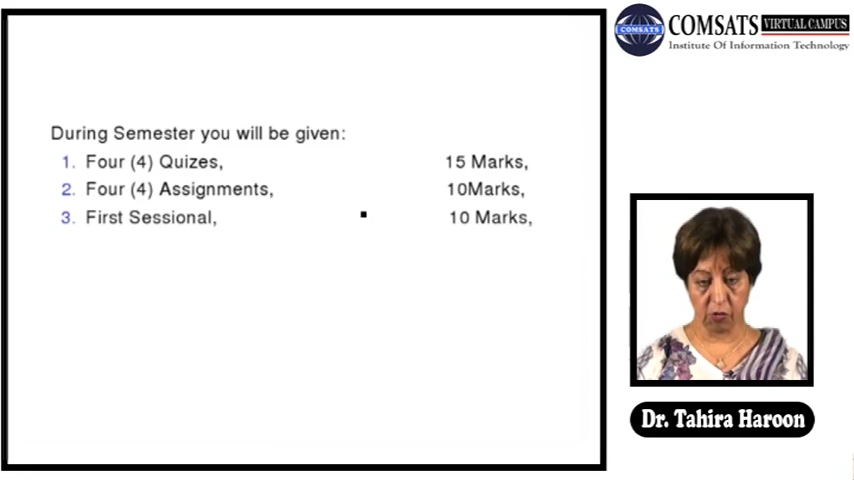 COMSATS VIRTUAL CAMPUS
COMSATS
Institute Of Information Technology
During Semester you will be given:
1. Four (4) Quizes, 15 Marks,
2. Four (4) Assignments, 10Marks,
3. First Sessional, 10 Marks,
Dr. Tahira Haroon